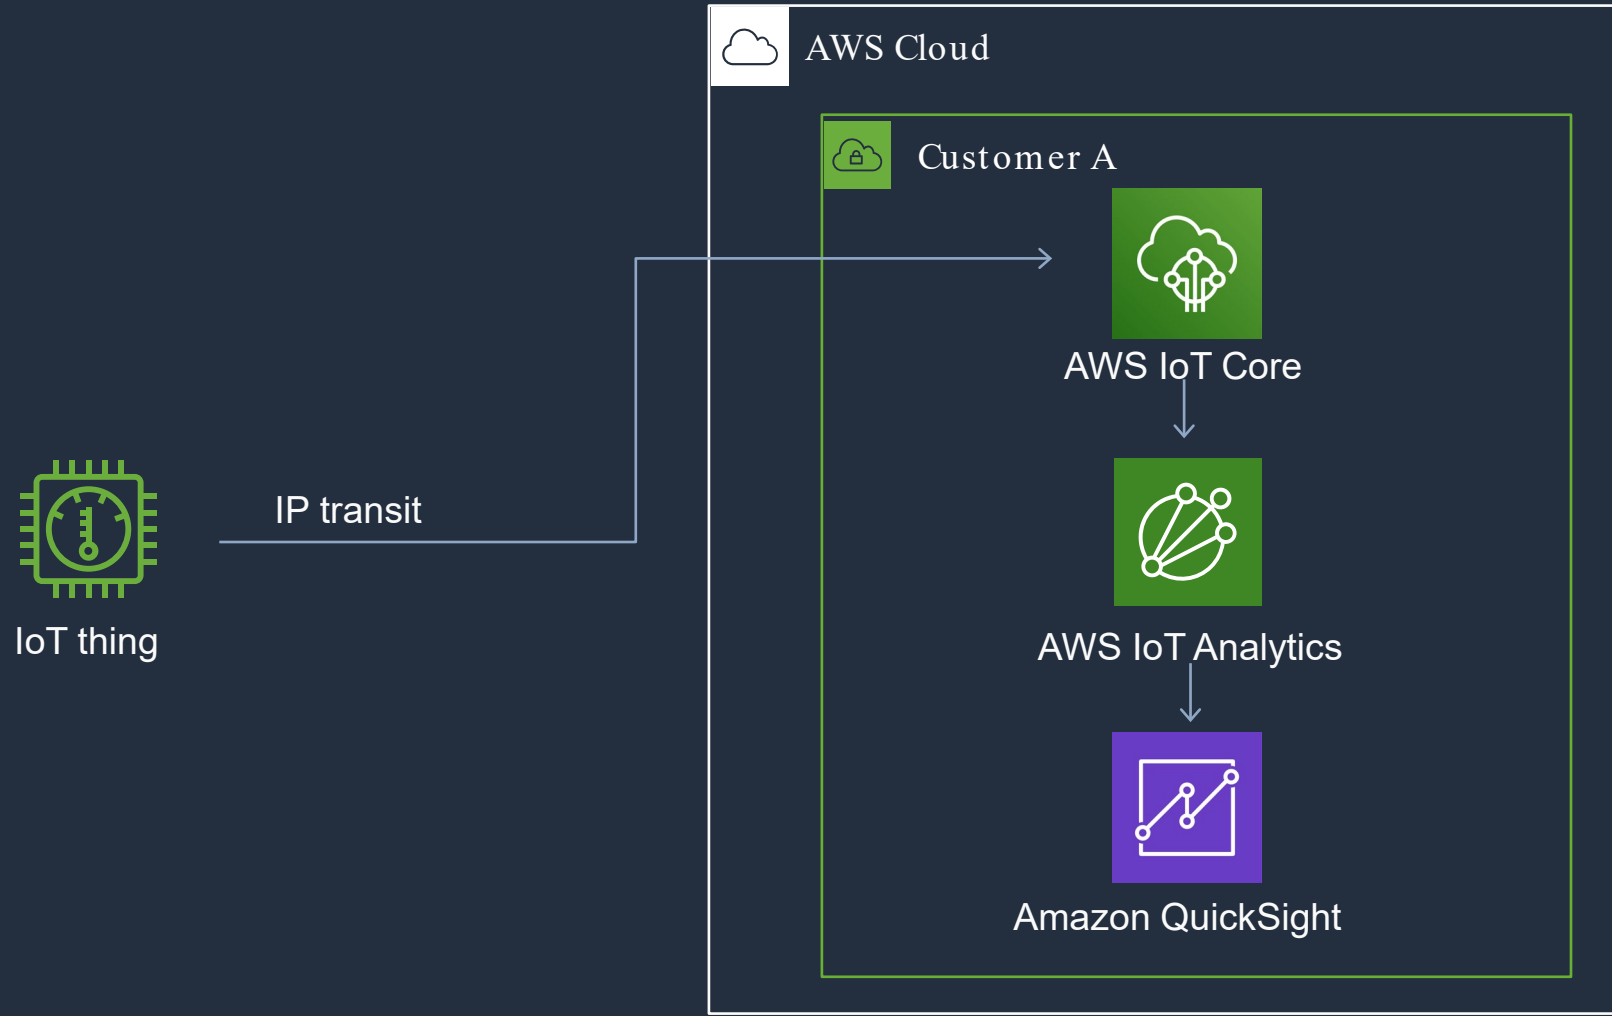 AWS Cloud
Customer A
AWS IoT Core
IP transit
IoT thing
AWS IoT Analytics
Amazon QuickSight